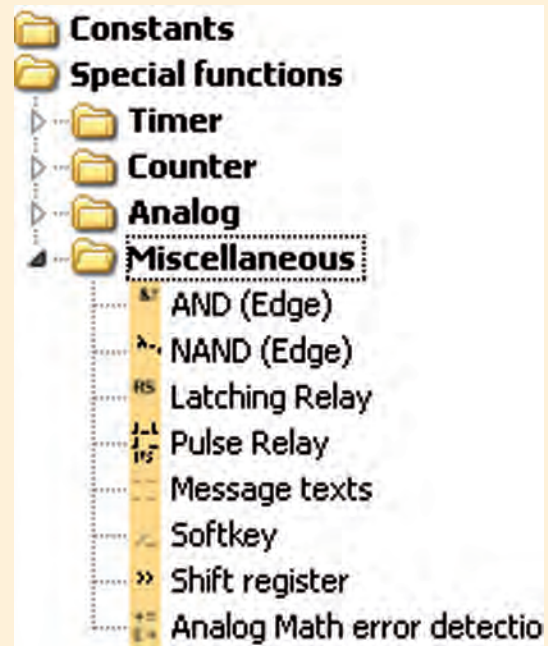 Constants
Special functions
Timer
Counter
Analog
Miscellaneous
AND (Edge)
NAND (Edge)
RS Latching Relay
Pulse Relay
Message texts
Softkey
Shift register
Analog Math error detectio